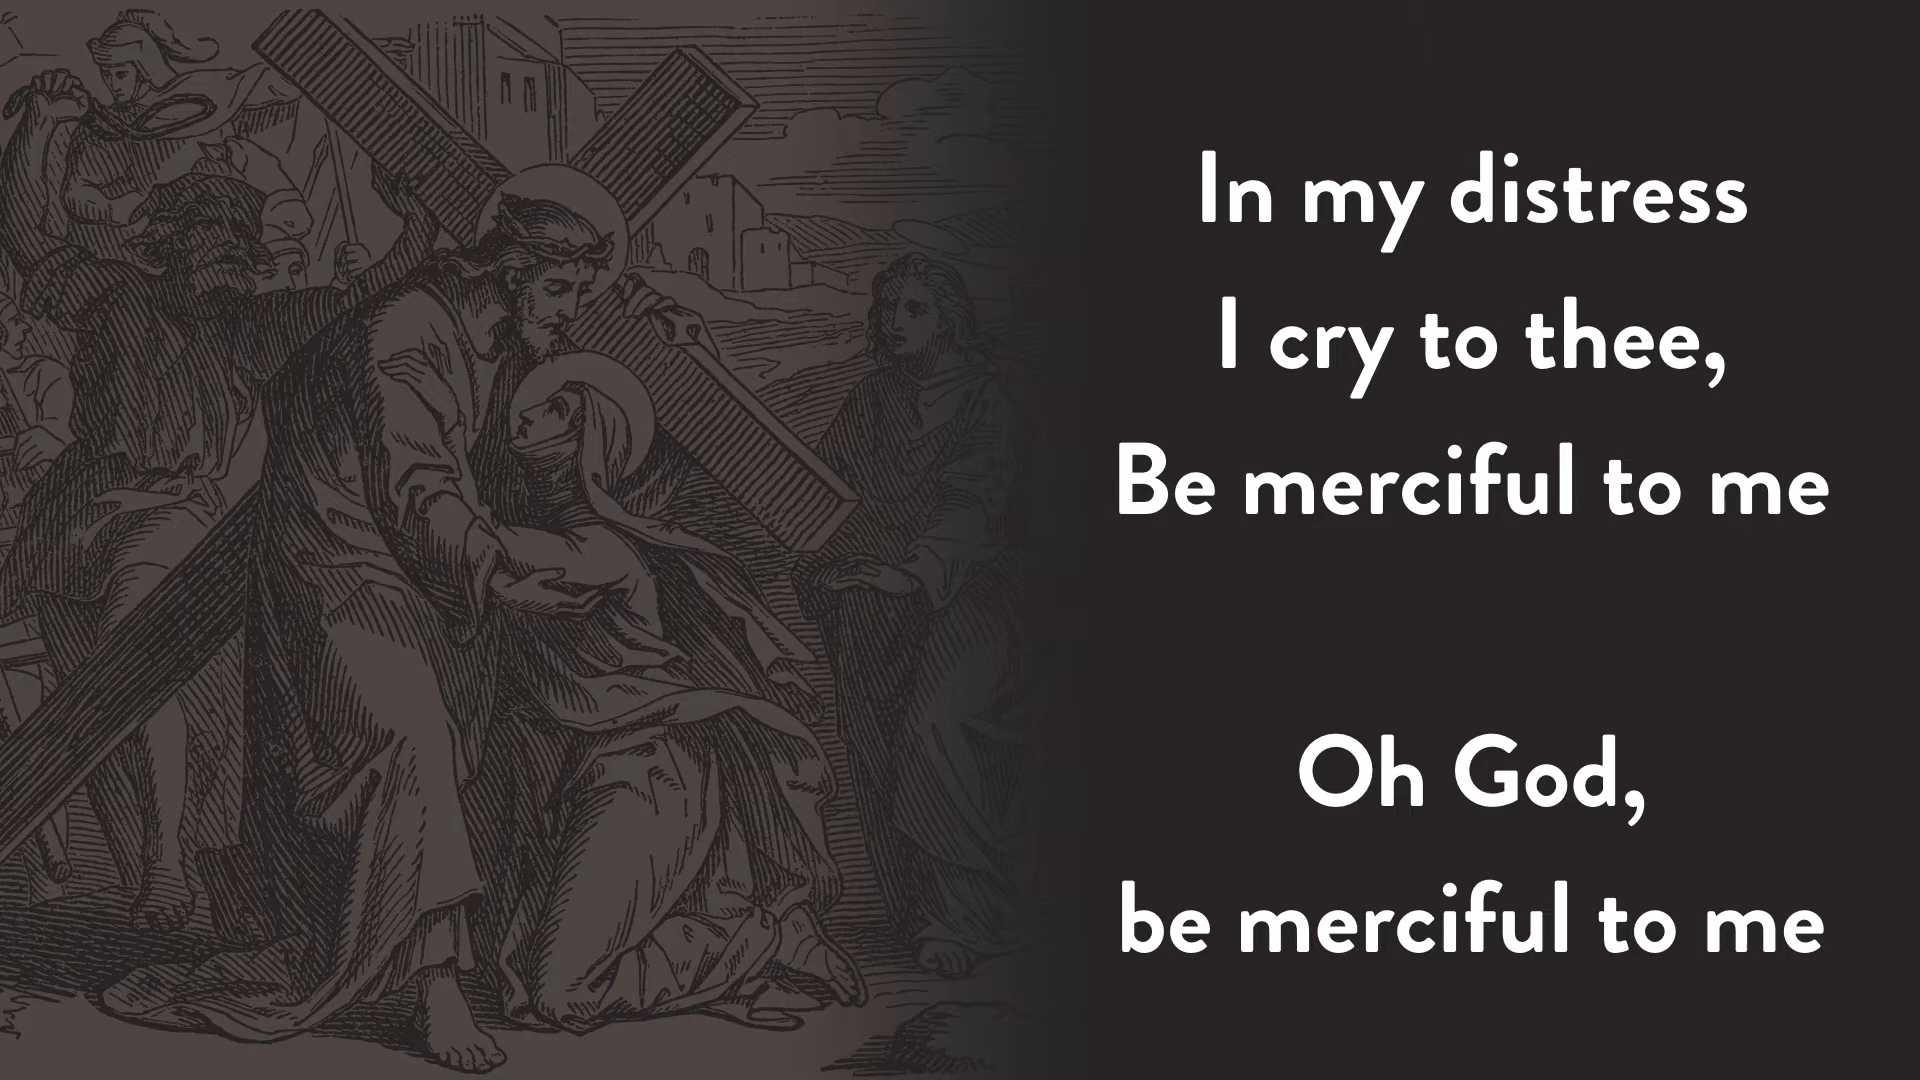 In my distress
I cry to thee,
Be merciful to me
Oh God,
be merciful to me